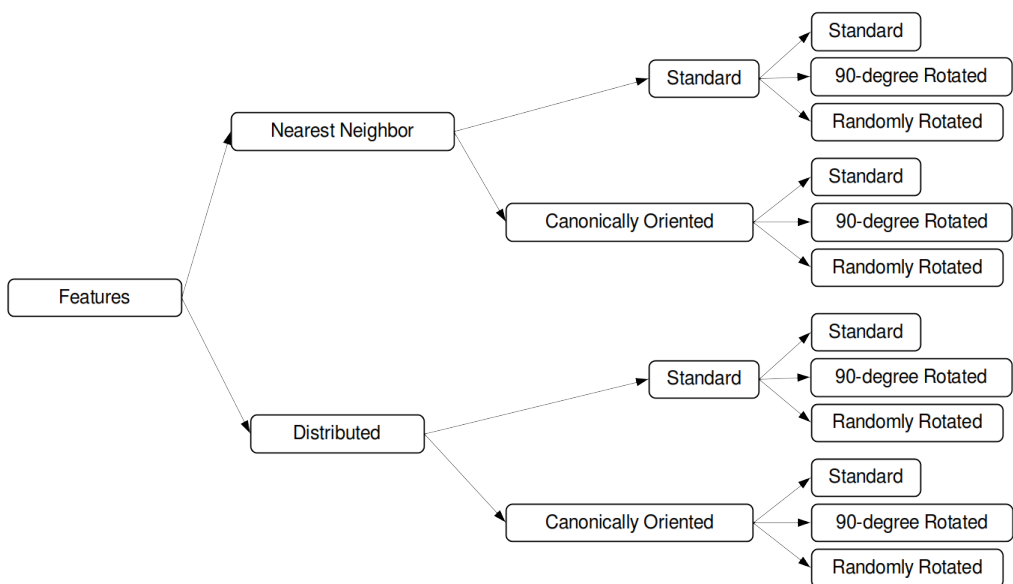 Standard
Standard
90-degree Rotated
Nearest Neighbor
Randomly Rotated
Standard
Canonically Oriented
90-degree Rotated
Randomly Rotated
Features
Standard
Standard
90-degree Rotated
Distributed
Randomly Rotated
Standard
Canonically Oriented
90-degree Rotated
Randomly Rotated